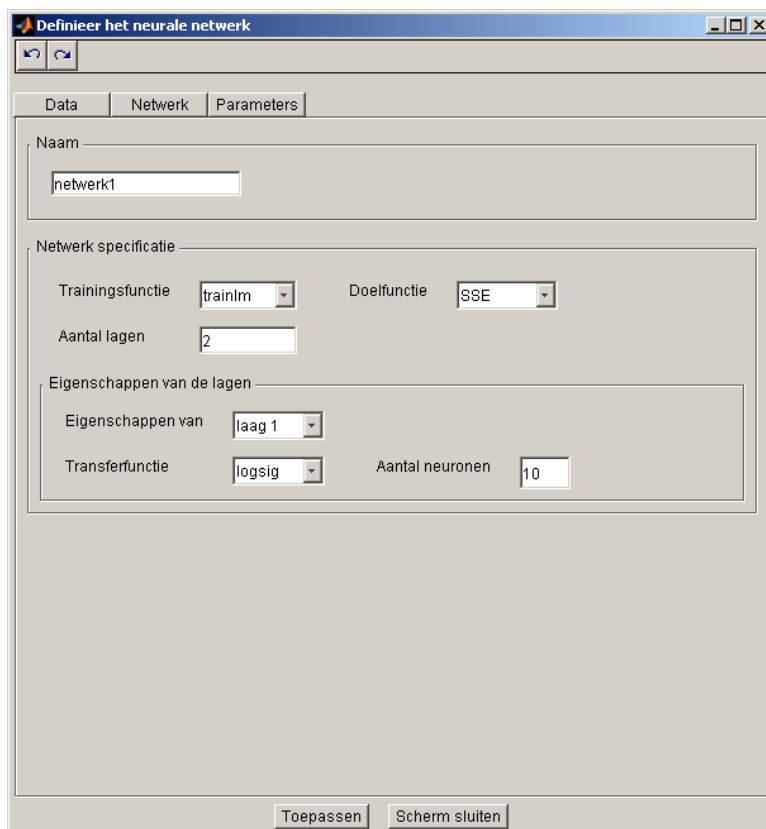 Definieer het neurale netwerk
Data Netwerk Parameters
Naam
netwerk1
Netwerk specificatie
Trainingsfunctie trainlm Doelfunctie SSE
Aantal lagen 2
Eigenschappen van de lagen
Eigenschappen van laag 1
Transferfunctie logsig Aantal neuronen 10
Toepassen Scherm sluiten